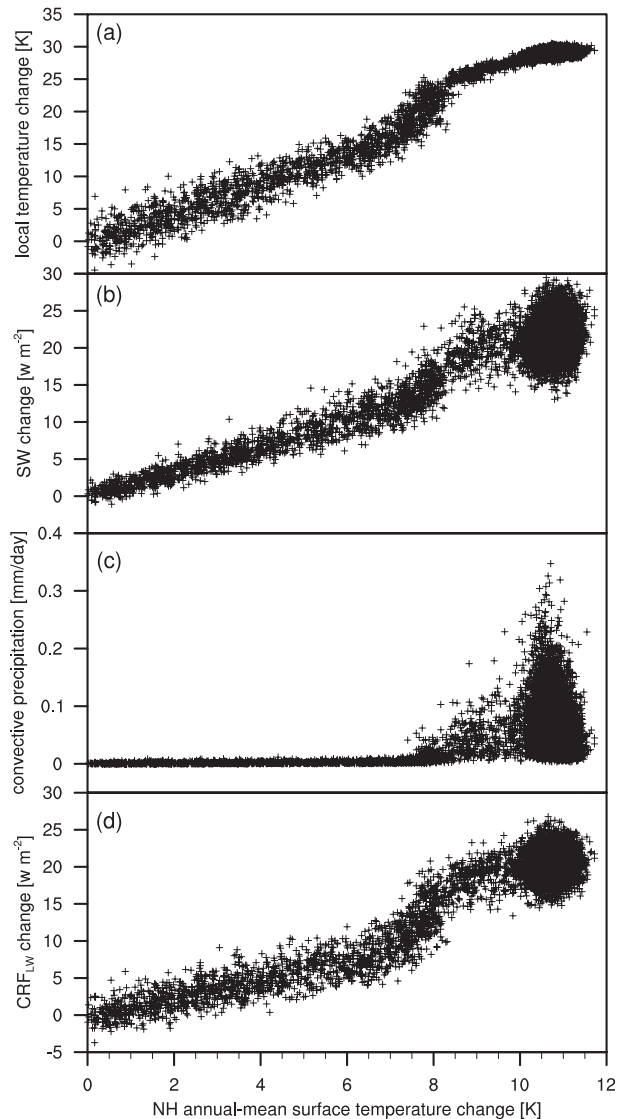 (a)
local temperature change [K]
35
30
25
20
15
10
5
0
30
(b)
SW change [w m-2]
25
20
15
10
5
0
0.4
(c)
convective precipitation [mm/day]
0.3
0.2
0.1
0
30
(d)
CRFLW change [w m-2]
25
20
15
10
5
0
-5
0 2 4 6 8 10 12
NH annual-mean surface temperature change [K]